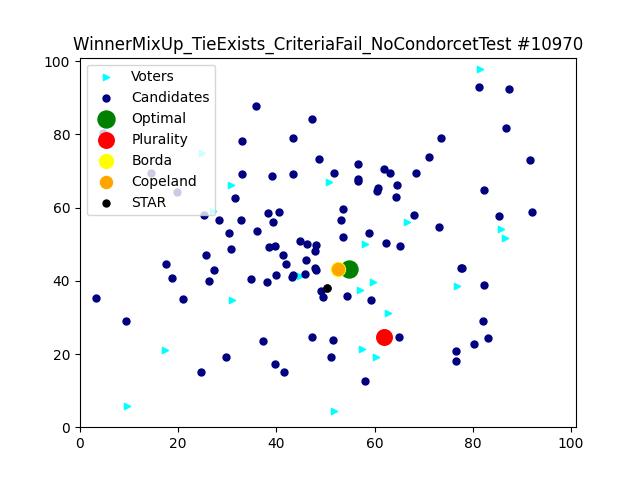 WinnerMixUp_TieExists_CriteriaFail_NoCondorcetTest #10970
100
80
60
40
20
0
Voters
Candidates
Optimal
Plurality
Borda
Copeland
STAR
0 20 40 60 80 100